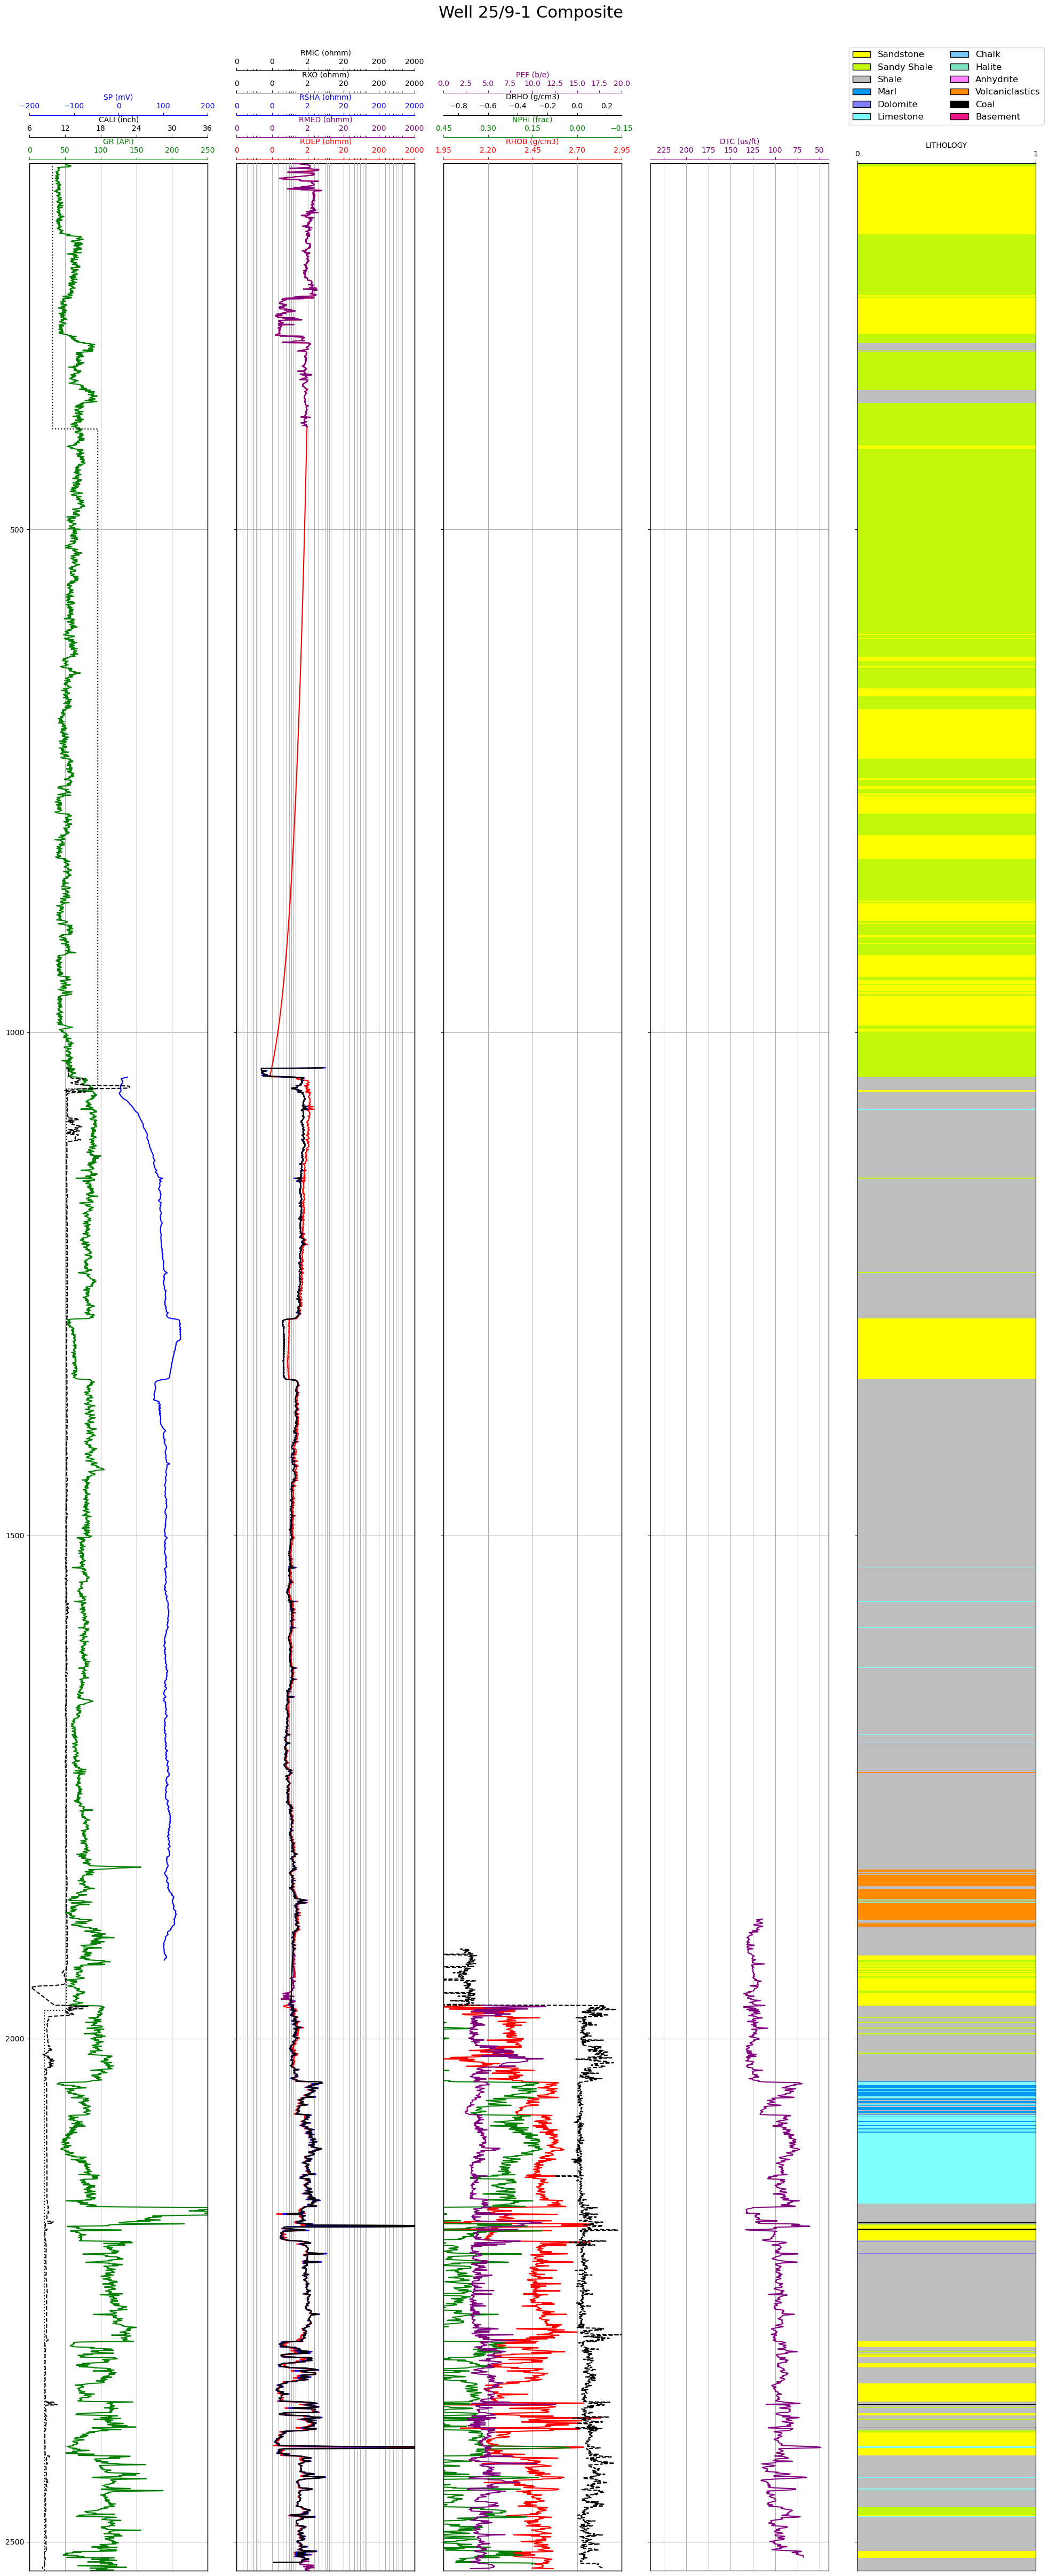 Well 25/9-1 Composite
RMIC (ohmm)
0 0 2 20 200 2000
RXO (ohmm)
0 0 2 20 200 2000
SP (mV)
−200 −100 0 100 200
RSHA (ohmm)
0 0 2 20 200 2000
PEF (b/e)
0.0 2.5 5.0 7.5 10.0 12.5 15.0 17.5 20.0
DRHO (g/cm3)
−0.8 −0.6 −0.4 −0.2 0.0 0.2
CALI (inch)
6 12 18 24 30 36
RMED (ohmm)
0 0 2 20 200 2000
NPHI (frac)
0.45 0.30 0.15 0.00 −0.15
GR (API)
0 50 100 150 200 250
RDEP (ohmm)
0 0 2 20 200 2000
RHOB (g/cm3)
1.95 2.20 2.45 2.70 2.95
DTC (us/ft)
225 200 175 150 125 100 75 50
Sandstone
Sandy Shale
Shale
Marl
Dolomite
Limestone
Chalk
Halite
Anhydrite
Volcaniclastics
Coal
Basement
LITHOLOGY
0 1
500
1000
1500
2000
2500